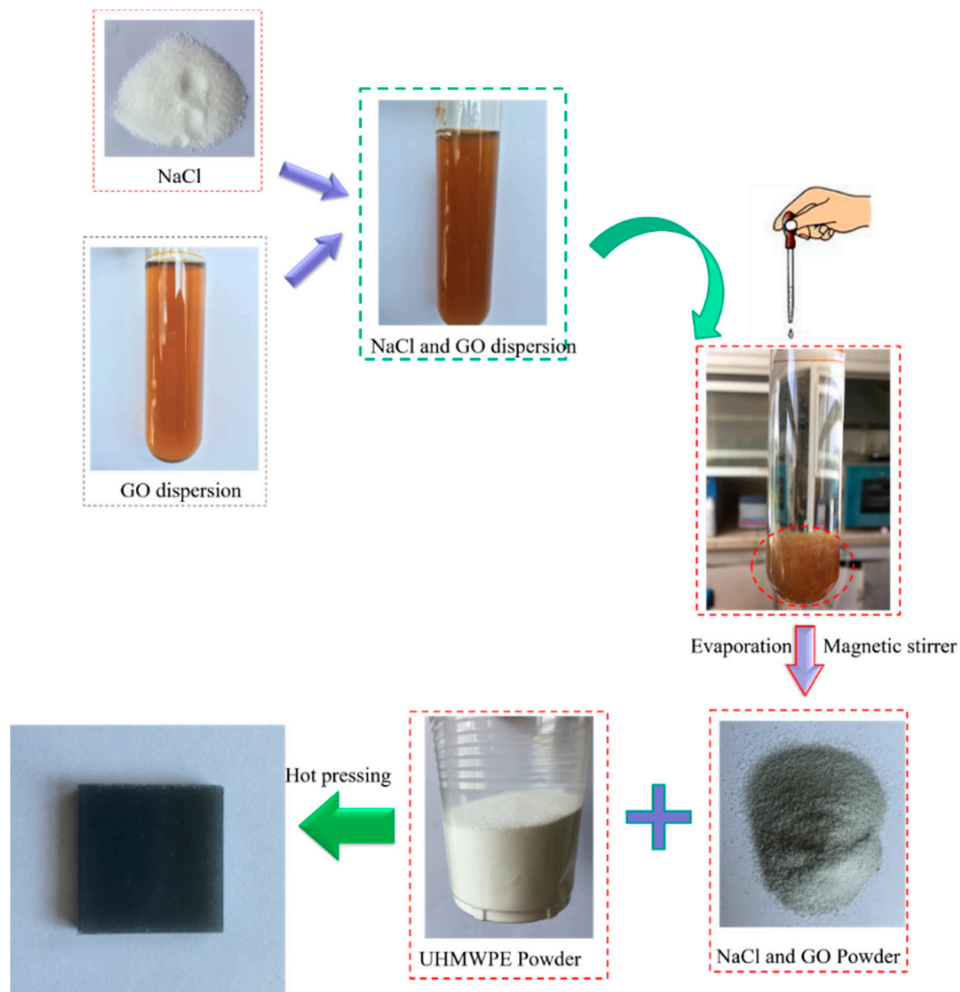 NaCl
GO dispersion
NaCl and GO dispersion
Evaporation
Magnetic stirrer
Hot pressing
UHMWPE Powder
NaCl and GO Powder